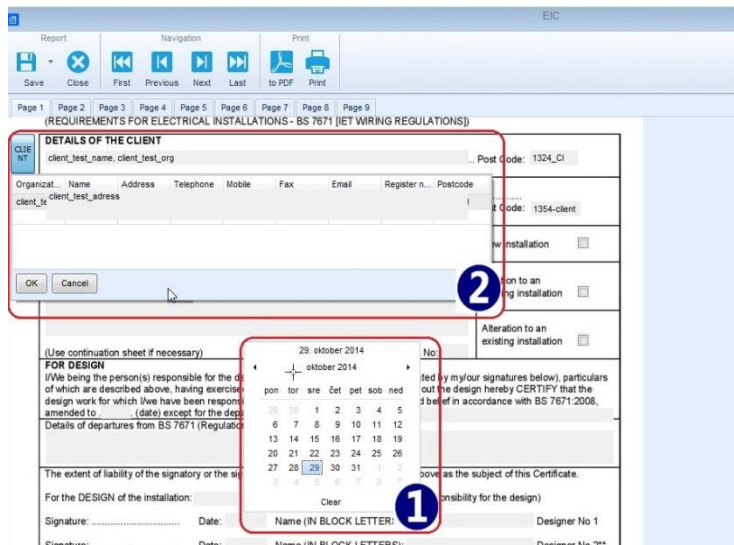 EIC
Report Navigation Print
Save Close First Previous Next Last to PDF Print
Page 1 Page 2 Page 3 Page 4 Page 5 Page 6 Page 7 Page 8 Page 9
(REQUIREMENTS FOR ELECTRICAL INSTALLATIONS - BS 7671 [IET WIRING REGULATIONS])
DETAILS OF THE CLIENT
CLIE
NT
client_test_name, client_test_org .. Post Code: 1324_Cl
Organizat... Name Address Telephone Mobile Fax Email Register n... Postcode
client_te client_test_adress
Code: 1354-client
installation
OK Cancel
to an
installation
2
Alteration to an
existing installation
(Use continuation sheet if necessary) No:
29. oktober 2014
oktober 2014
pon tor sre čet pet sob ned
29 30 1 2 3 4 5
6 7 8 9 10 11 12
13 14 15 16 17 18 19
20 21 22 23 24 25 26
27 28 29 30 31 1 2
3 4 5 6 7 8 9
Clear
1
FOR DESIGN
I/We being the person(s) responsible for the by my/our signatures below), particulars
of which are described above, having out the design hereby CERTIFY that the
design work for which I/we have been belief in accordance with BS 7671:2008,
amended to . . (date) except for the
Details of departures from BS 7671
The extent of liability of the signatory or the as the subject of this Certificate.
For the DESIGN of the installation: for the design)
Signature: Date: Name (IN BLOCK LETTER Designer No 1
Signature: Date: Name (IN BLOCK LETTERS): Designer No 2**